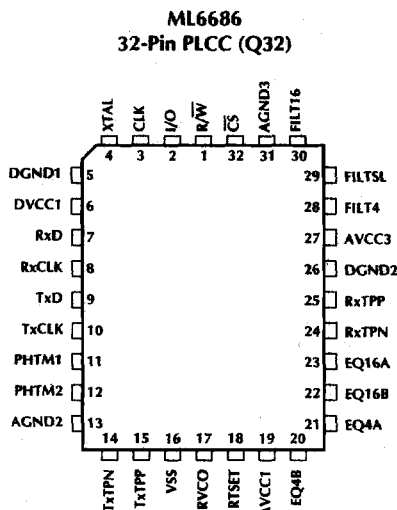 ML6686
32-Pin PLCC (Q32)
XTAL
CLK
I/O
R/W
CS
AGND3
FILT16
4 3 2 1 32 31 30
DGND1 5
DVCC1 6
RxD 7
RxCLK 8
TxD 9
TxCLK 10
PHTM1 11
PHTM2 12
AGND2 13
29 FILTSL
28 FILT4
27 AVCC3
26 DGND2
25 RxTPP
24 RxTPN
23 EQ16A
22 EQ16B
21 EQ4A
14 15 16 17 18 19 20
TxTPN
TxTPP
VSS
RVCO
RTSET
AVCC1
EQ4B